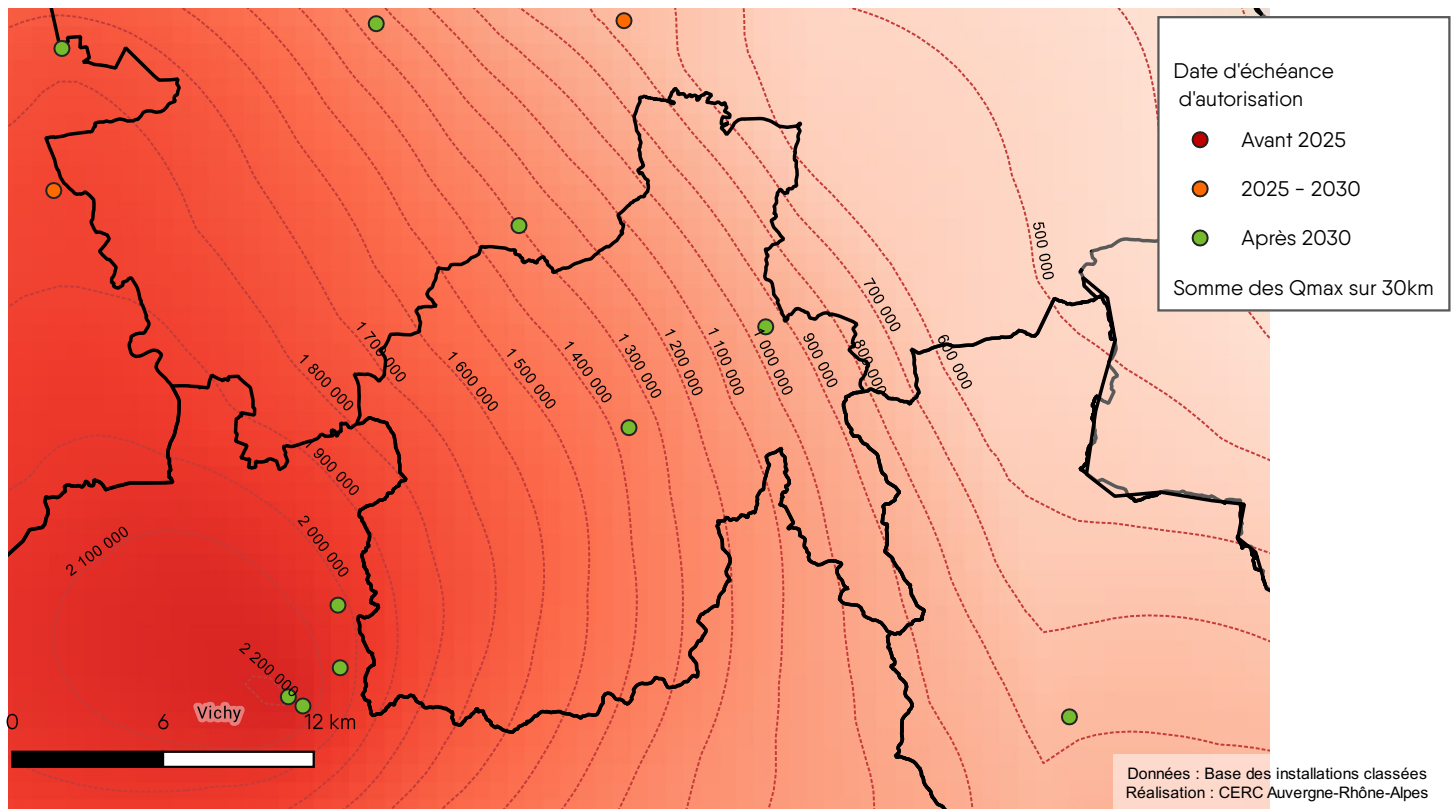 Date d'échéance
d'autorisation
Avant 2025
2025 - 2030
Après 2030
Somme des Qmax sur 30km
500 000
700 000
600 000
800 000
900 000
1 000 000
1 100 000
1 200 000
1 300 000
1 400 000
1 500 000
1 600 000
1 700 000
1 800 000
1 900 000
2 000 000
2 100 000
2 200 000
Vichy
0 6 12 km
Données : Base des installations classées
Réalisation : CERC Auvergne-Rhône-Alpes